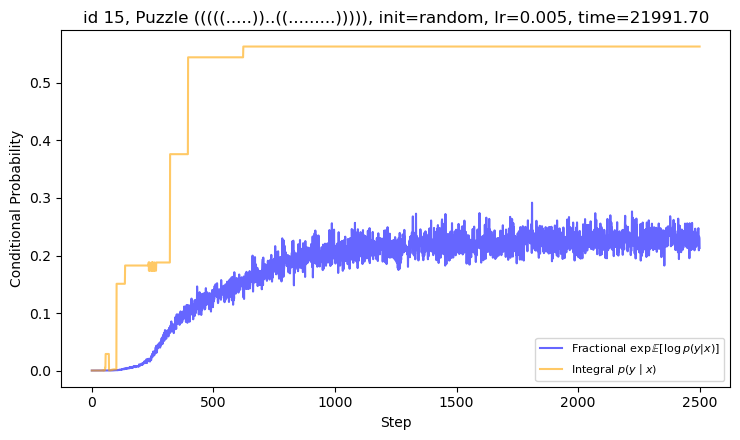 id 15, Puzzle (((((.....))..((.........))))), init=random, lr=0.005, time=21991.70
Conditional Probability
0.5
0.4
0.3
0.2
0.1
0.0
Fractional exp𝔼[log p(y|x)]
Integral p(y | x)
0
500
1000
1500
2000
2500
Step